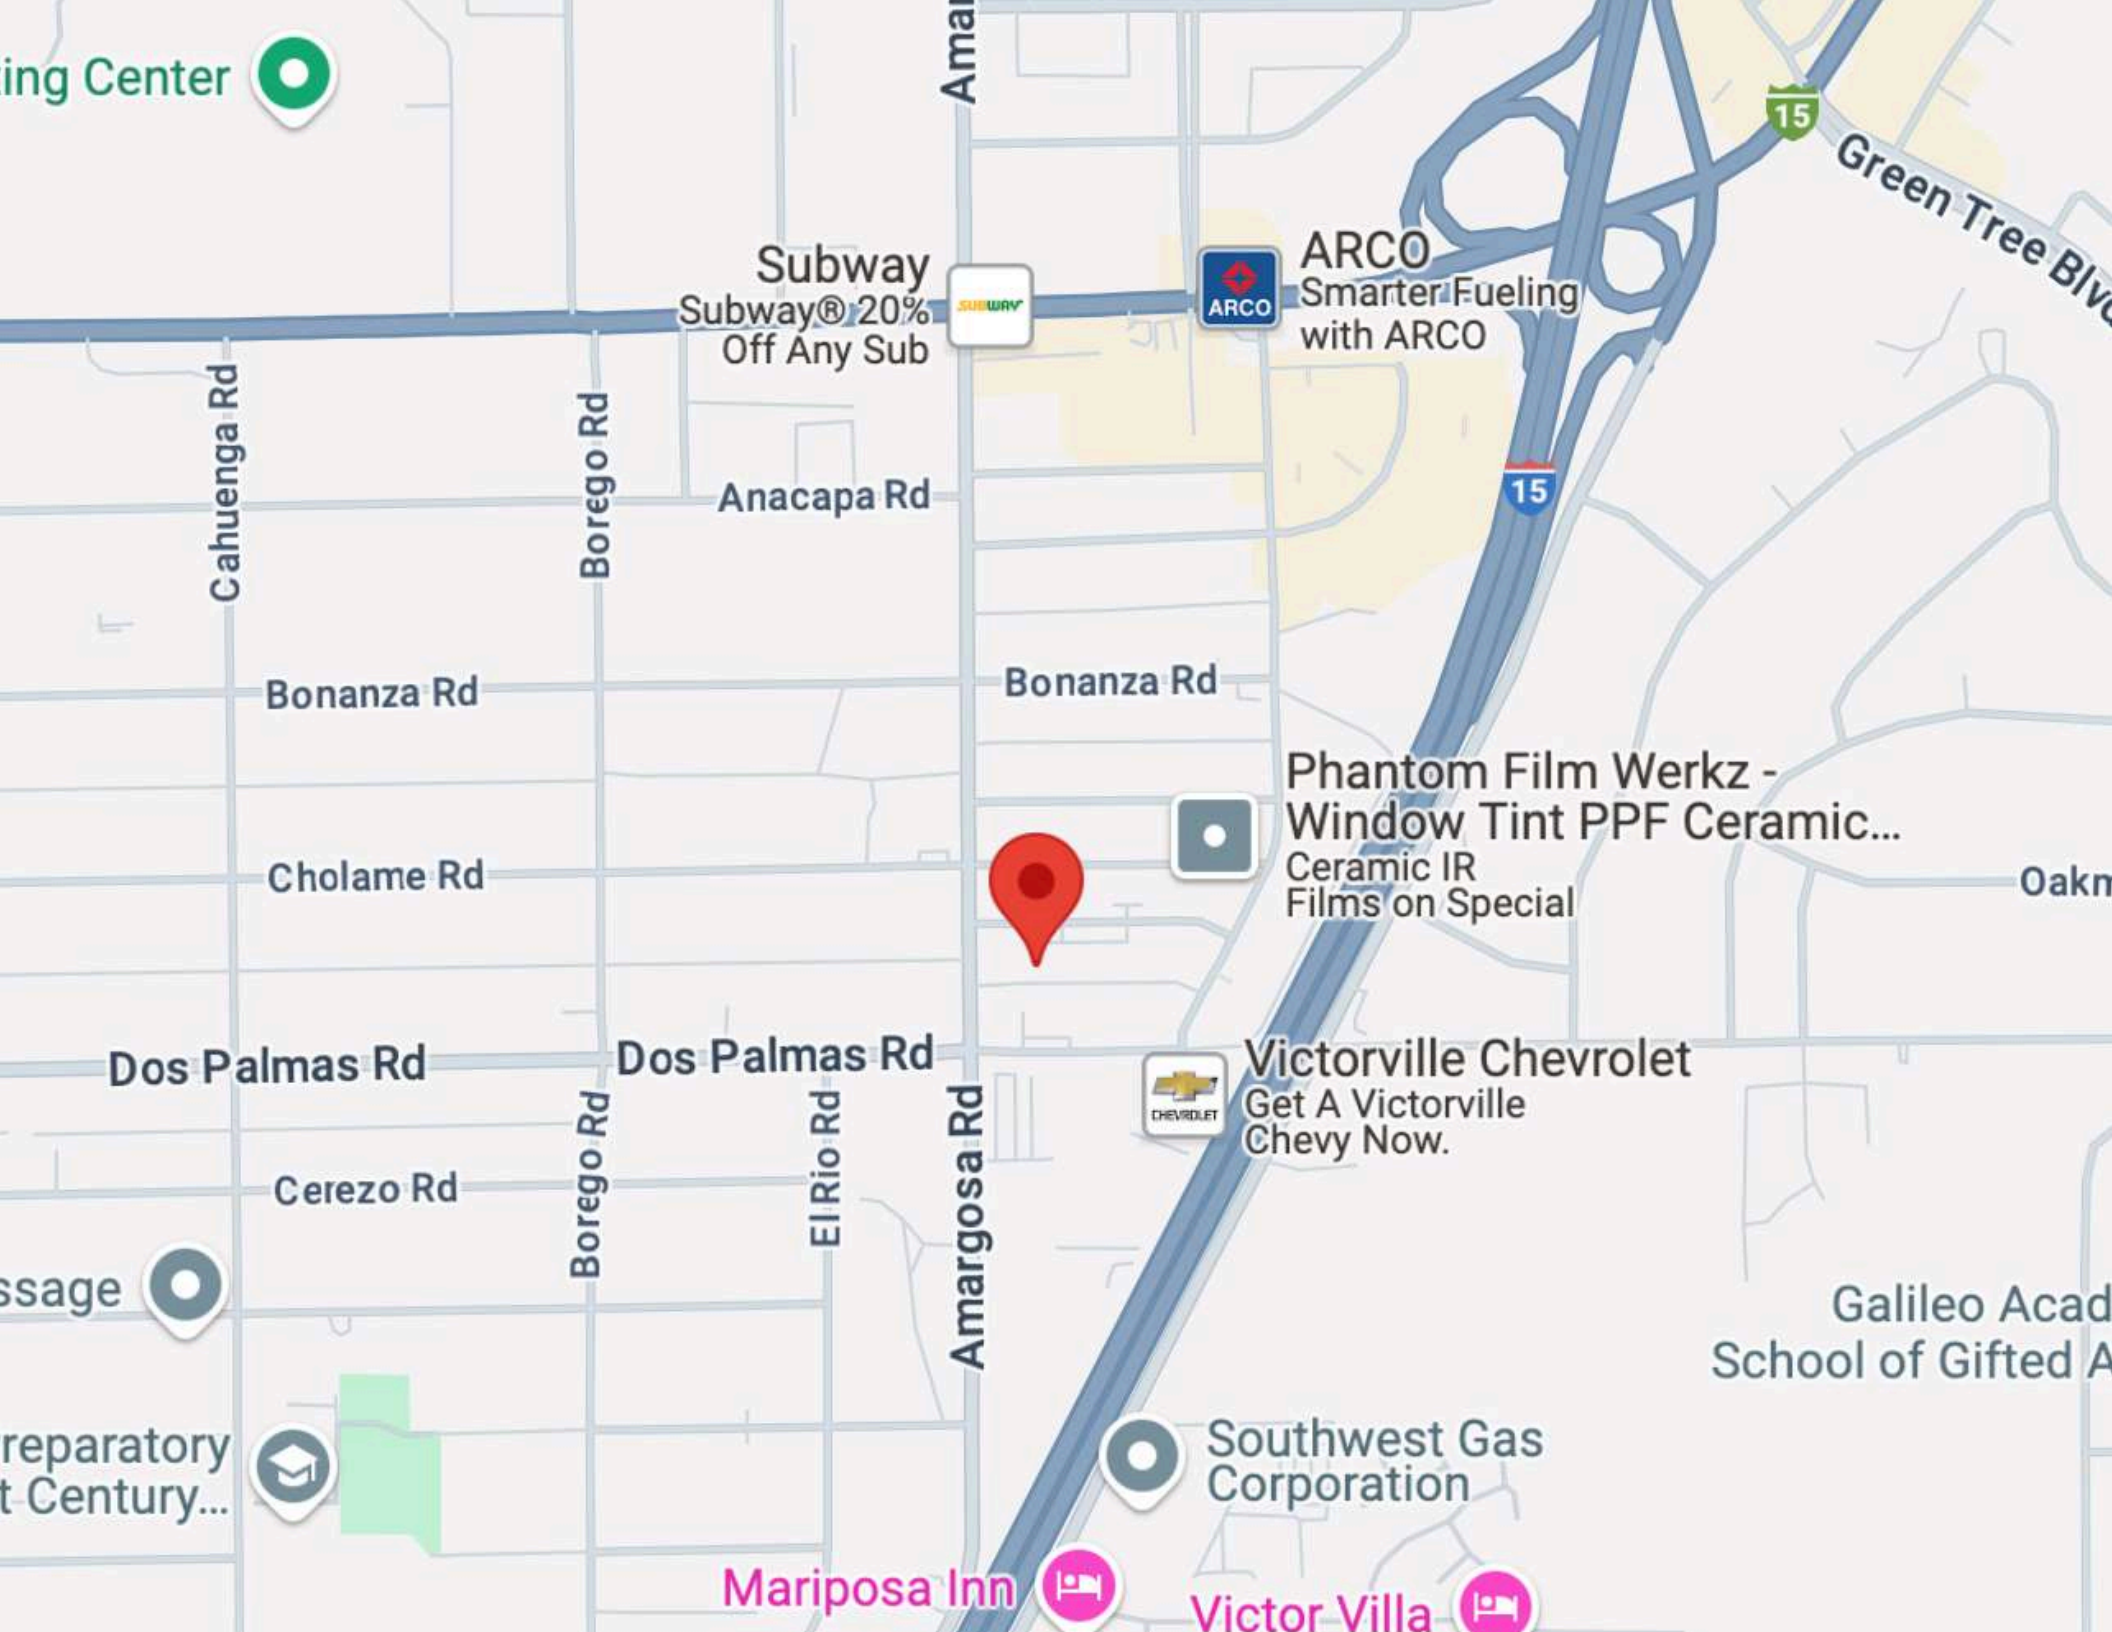 Amar
ting Center
15
Green Tree Blvd
Subway
Subway® 20%
Off Any Sub
SUBWAY
ARCO
ARCO
Smarter Fueling
with ARCO
Cahuenga Rd
Borego Rd
Anacapa Rd
15
Bonanza Rd
Bonanza Rd
Phantom Film Werkz -
Window Tint PPF Ceramic...
Ceramic IR
Films on Special
Cholame Rd
Oakm
Dos Palmas Rd
Dos Palmas Rd
CHEVROLET
Victorville Chevrolet
Get A Victorville
Chevy Now.
Borego Rd
El Rio Rd
Amargosa Rd
Cerezo Rd
ssage
Galileo Acad
School of Gifted A
reparatory
t Century...
Southwest Gas
Corporation
Mariposa Inn
Victor Villa